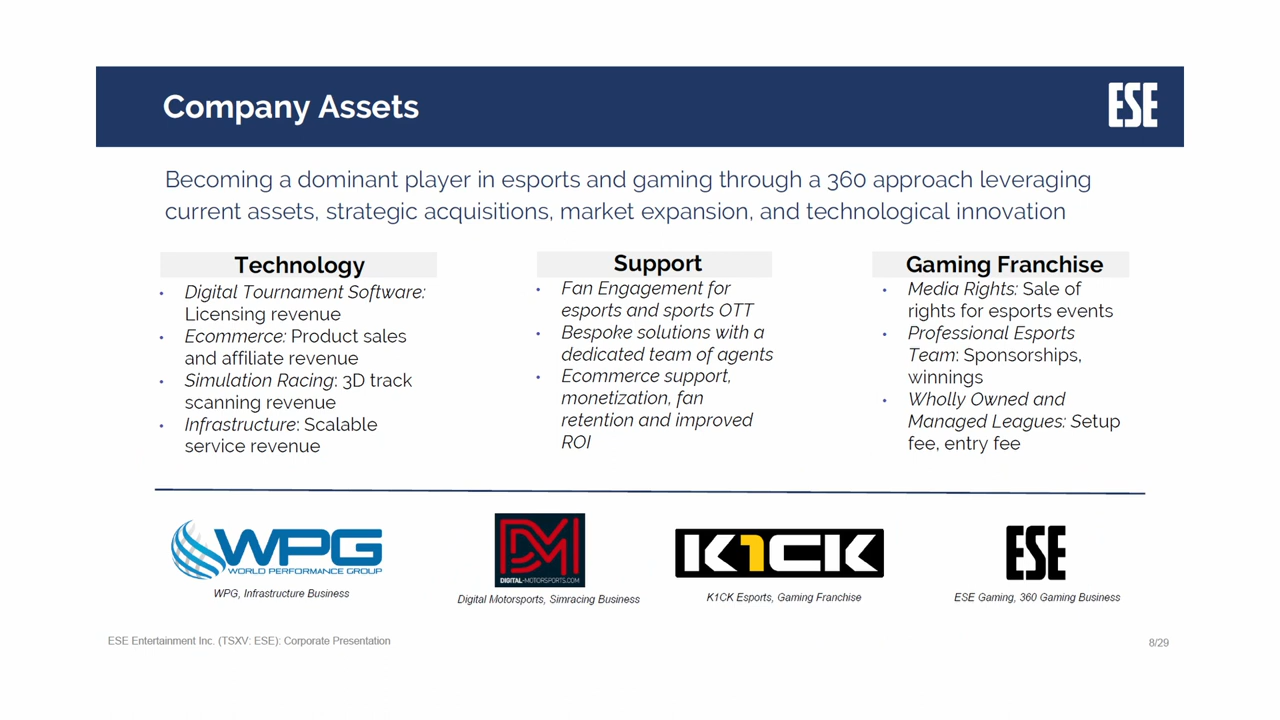 Company Assets
ESE
Becoming a dominant player in esports and gaming through a 360 approach leveraging
current assets, strategic acquisitions, market expansion, and technological innovation
Technology
• Digital Tournament Software:
Licensing revenue
• Ecommerce: Product sales
and affiliate revenue
• Simulation Racing: 3D track
scanning revenue
• Infrastructure: Scalable
service revenue
Support
• Fan Engagement for
esports and sports OTT
• Bespoke solutions with a
dedicated team of agents
• Ecommerce support,
monetization, fan
retention and improved
ROI
Gaming Franchise
• Media Rights: Sale of
rights for esports events
• Professional Esports
Team: Sponsorships,
winnings
• Wholly Owned and
Managed Leagues: Setup
fee, entry fee
WPG
WORLD PERFORMANCE GROUP
WPG, Infrastructure Business
DM
DIGITAL-MOTORSPORTS.COM
Digital Motorsports, Simracing Business
K1CK
K1CK Esports, Gaming Franchise
ESE
ESE Gaming, 360 Gaming Business
ESE Entertainment Inc. (TSXV: ESE): Corporate Presentation
8/29